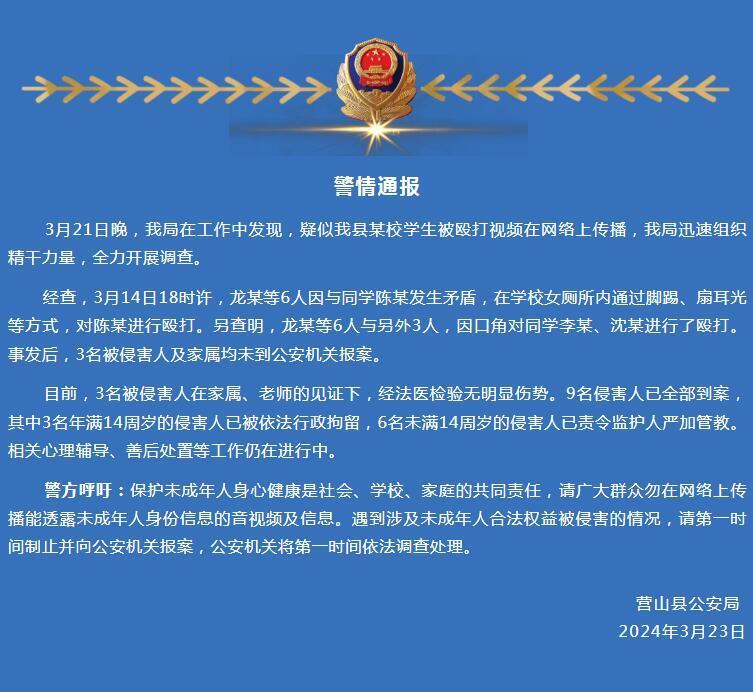 警情通报
3月21日晚，我局在工作中发现，疑似我县某校学生被殴打视频在网络上传播，我局迅速组织
精干力量，全力开展调查。
经查，3月14日18时许，龙某等6人因与同学陈某发生矛盾，在学校女厕所内通过脚踢、扇耳光
等方式，对陈某进行殴打。另查明，龙某等6人与另外3人，因口角对同学李某、沈某进行了殴打。
事发后，3名被侵害人及家属均未到公安机关报案。
目前，3名被侵害人在家属、老师的见证下，经法医检验无明显伤势。9名侵害人已全部到案，
其中3名年满14周岁的侵害人已被依法行政拘留，6名未满14周岁的侵害人已责令监护人严加管教。
相关心理辅导、善后处置等工作仍在进行中。
警方呼吁：保护未成年人身心健康是社会、学校、家庭的共同责任，请广大群众勿在网络上传
播能透露未成年人身份信息的音视频及信息。遇到涉及未成年人合法权益被侵害的情况，请第一时
间制止并向公安机关报案，公安机关将第一时间依法调查处理。
营山县公安局
2024年3月23日